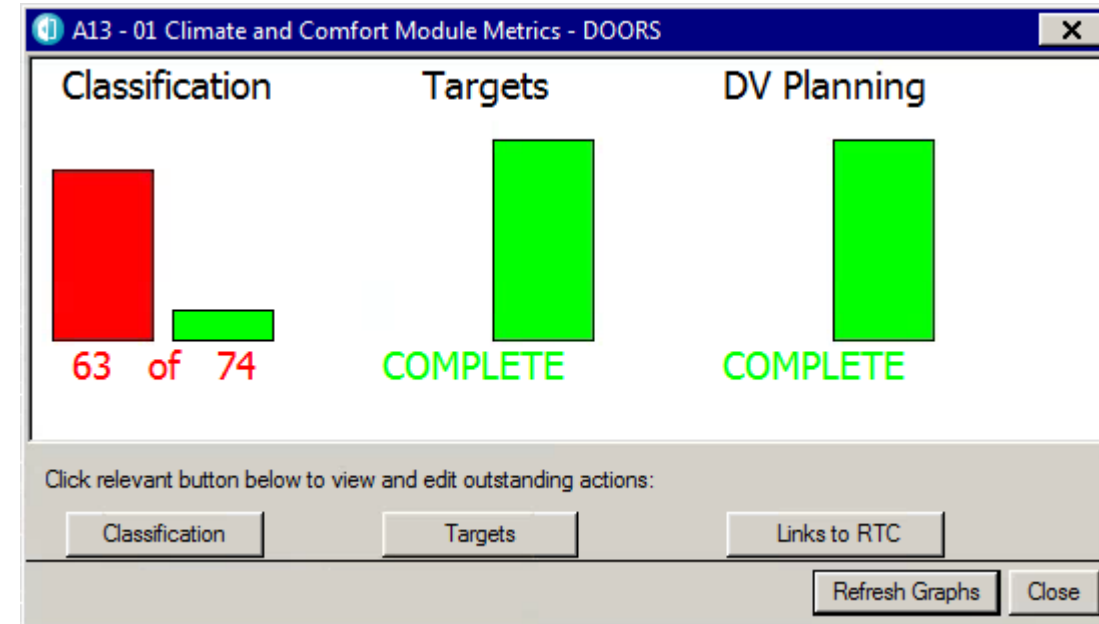 A13 - 01 Climate and Comfort Module Metrics - DOORS
Classification Targets DV Planning
63 of 74 COMPLETE COMPLETE
Click relevant button below to view and edit outstanding actions:
Classification Targets Links to RTC
Refresh Graphs Close